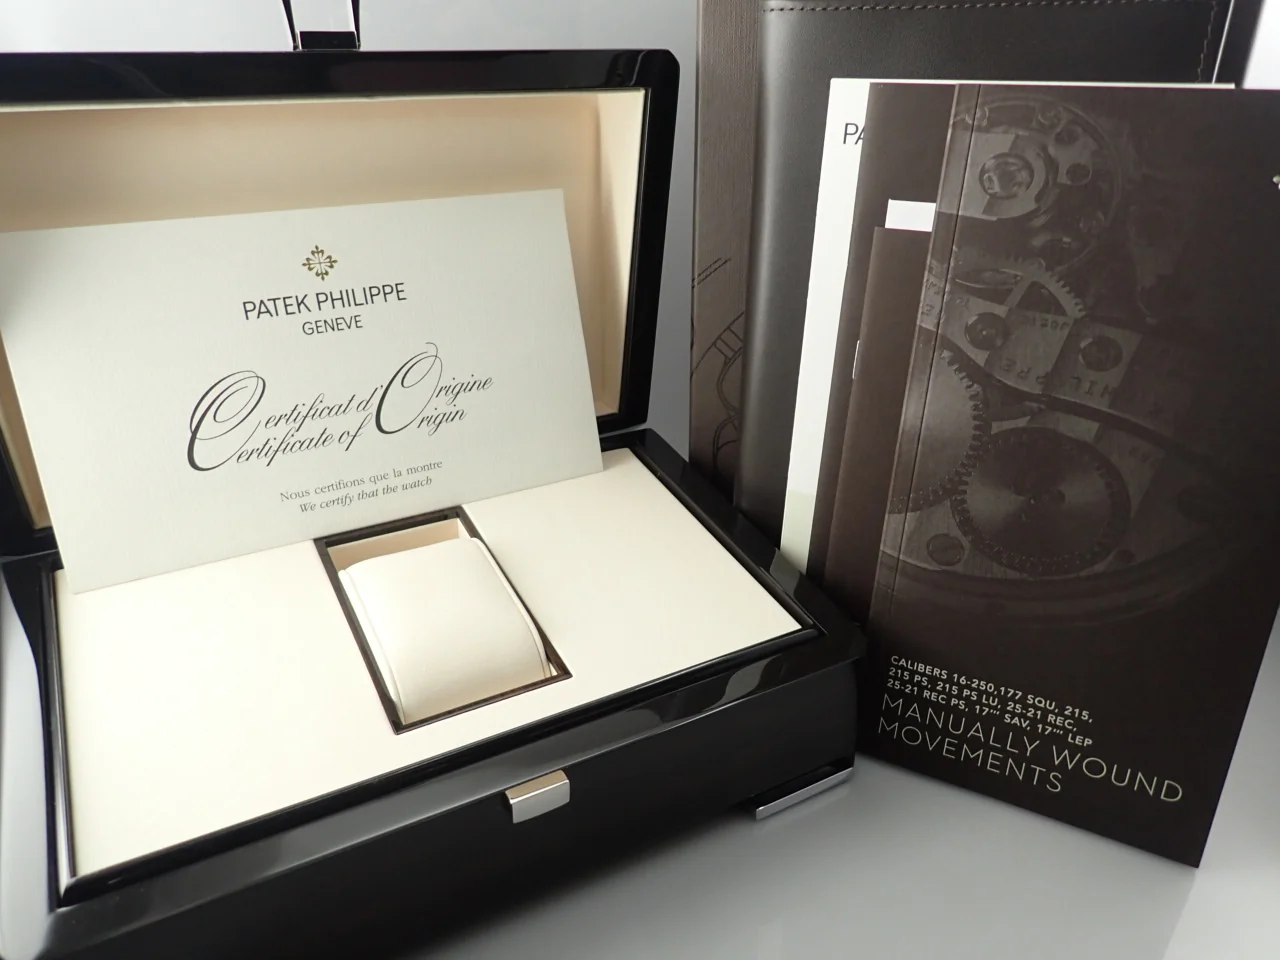 PATEK PHILIPPE
GENEVE
Certificat d'Origine
Certificate of Origin
Nous certifions que la montre
We certify that the watch
PA
CALIBERS 16-250,177 SQU, 215,
215 PS, 215 PS LU, 25-21 REC,
25-21 REC PS, 17''' SAV, 17''' LEP
MANUALLY WOUND
MOVEMENTS